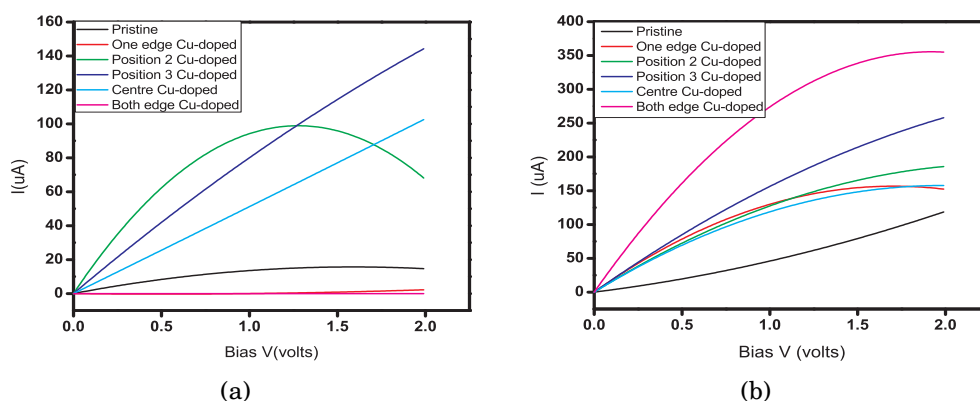 160
140
120
100
80
60
40
20
0
I(uA)
Pristine
One edge Cu-doped
Position 2 Cu-doped
Position 3 Cu-doped
Centre Cu-doped
Both edge Cu-doped
0.0 0.5 1.0 1.5 2.0
Bias V(volts)
(a)
400
350
300
250
200
150
100
50
0
I (uA)
Pristine
One edge Cu-doped
Position 2 Cu-doped
Position 3 Cu-doped
Centre Cu-doped
Both edge Cu-doped
0.0 0.5 1.0 1.5 2.0
Bias V (volts)
(b)